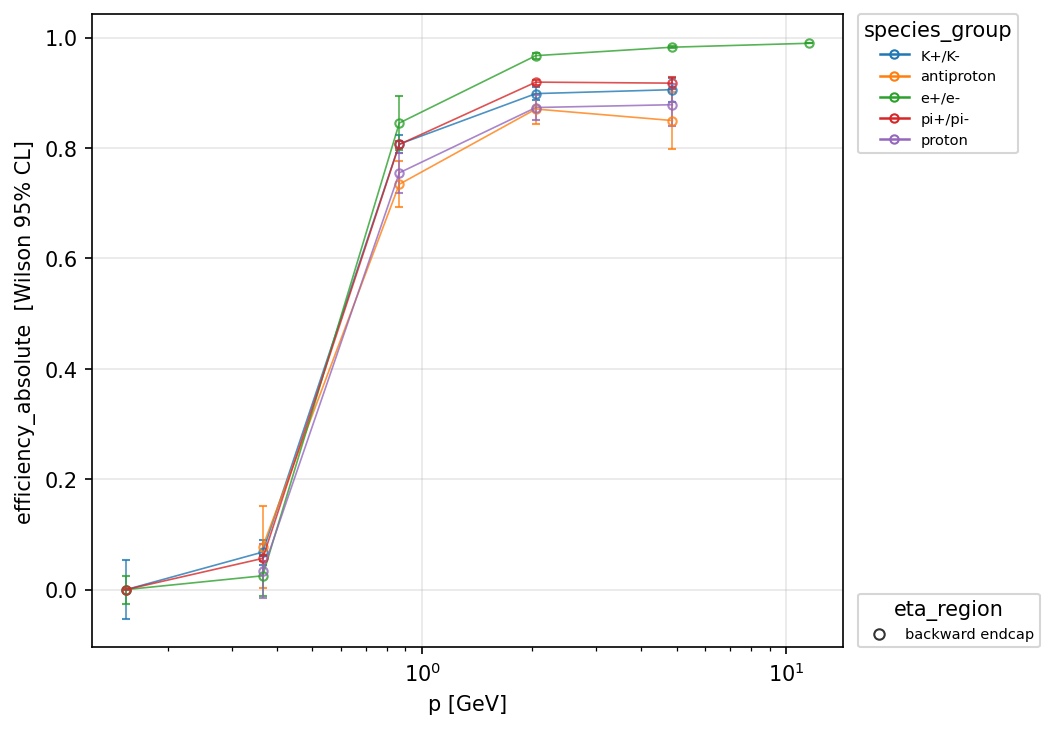 species_group
K+/K-
antiproton
e+/e-
pi+/pi-
proton
efficiency_absolute  [Wilson 95% CL]
1.0
0.8
0.6
0.4
0.2
0.0
10⁰
10¹
p [GeV]
eta_region
backward endcap